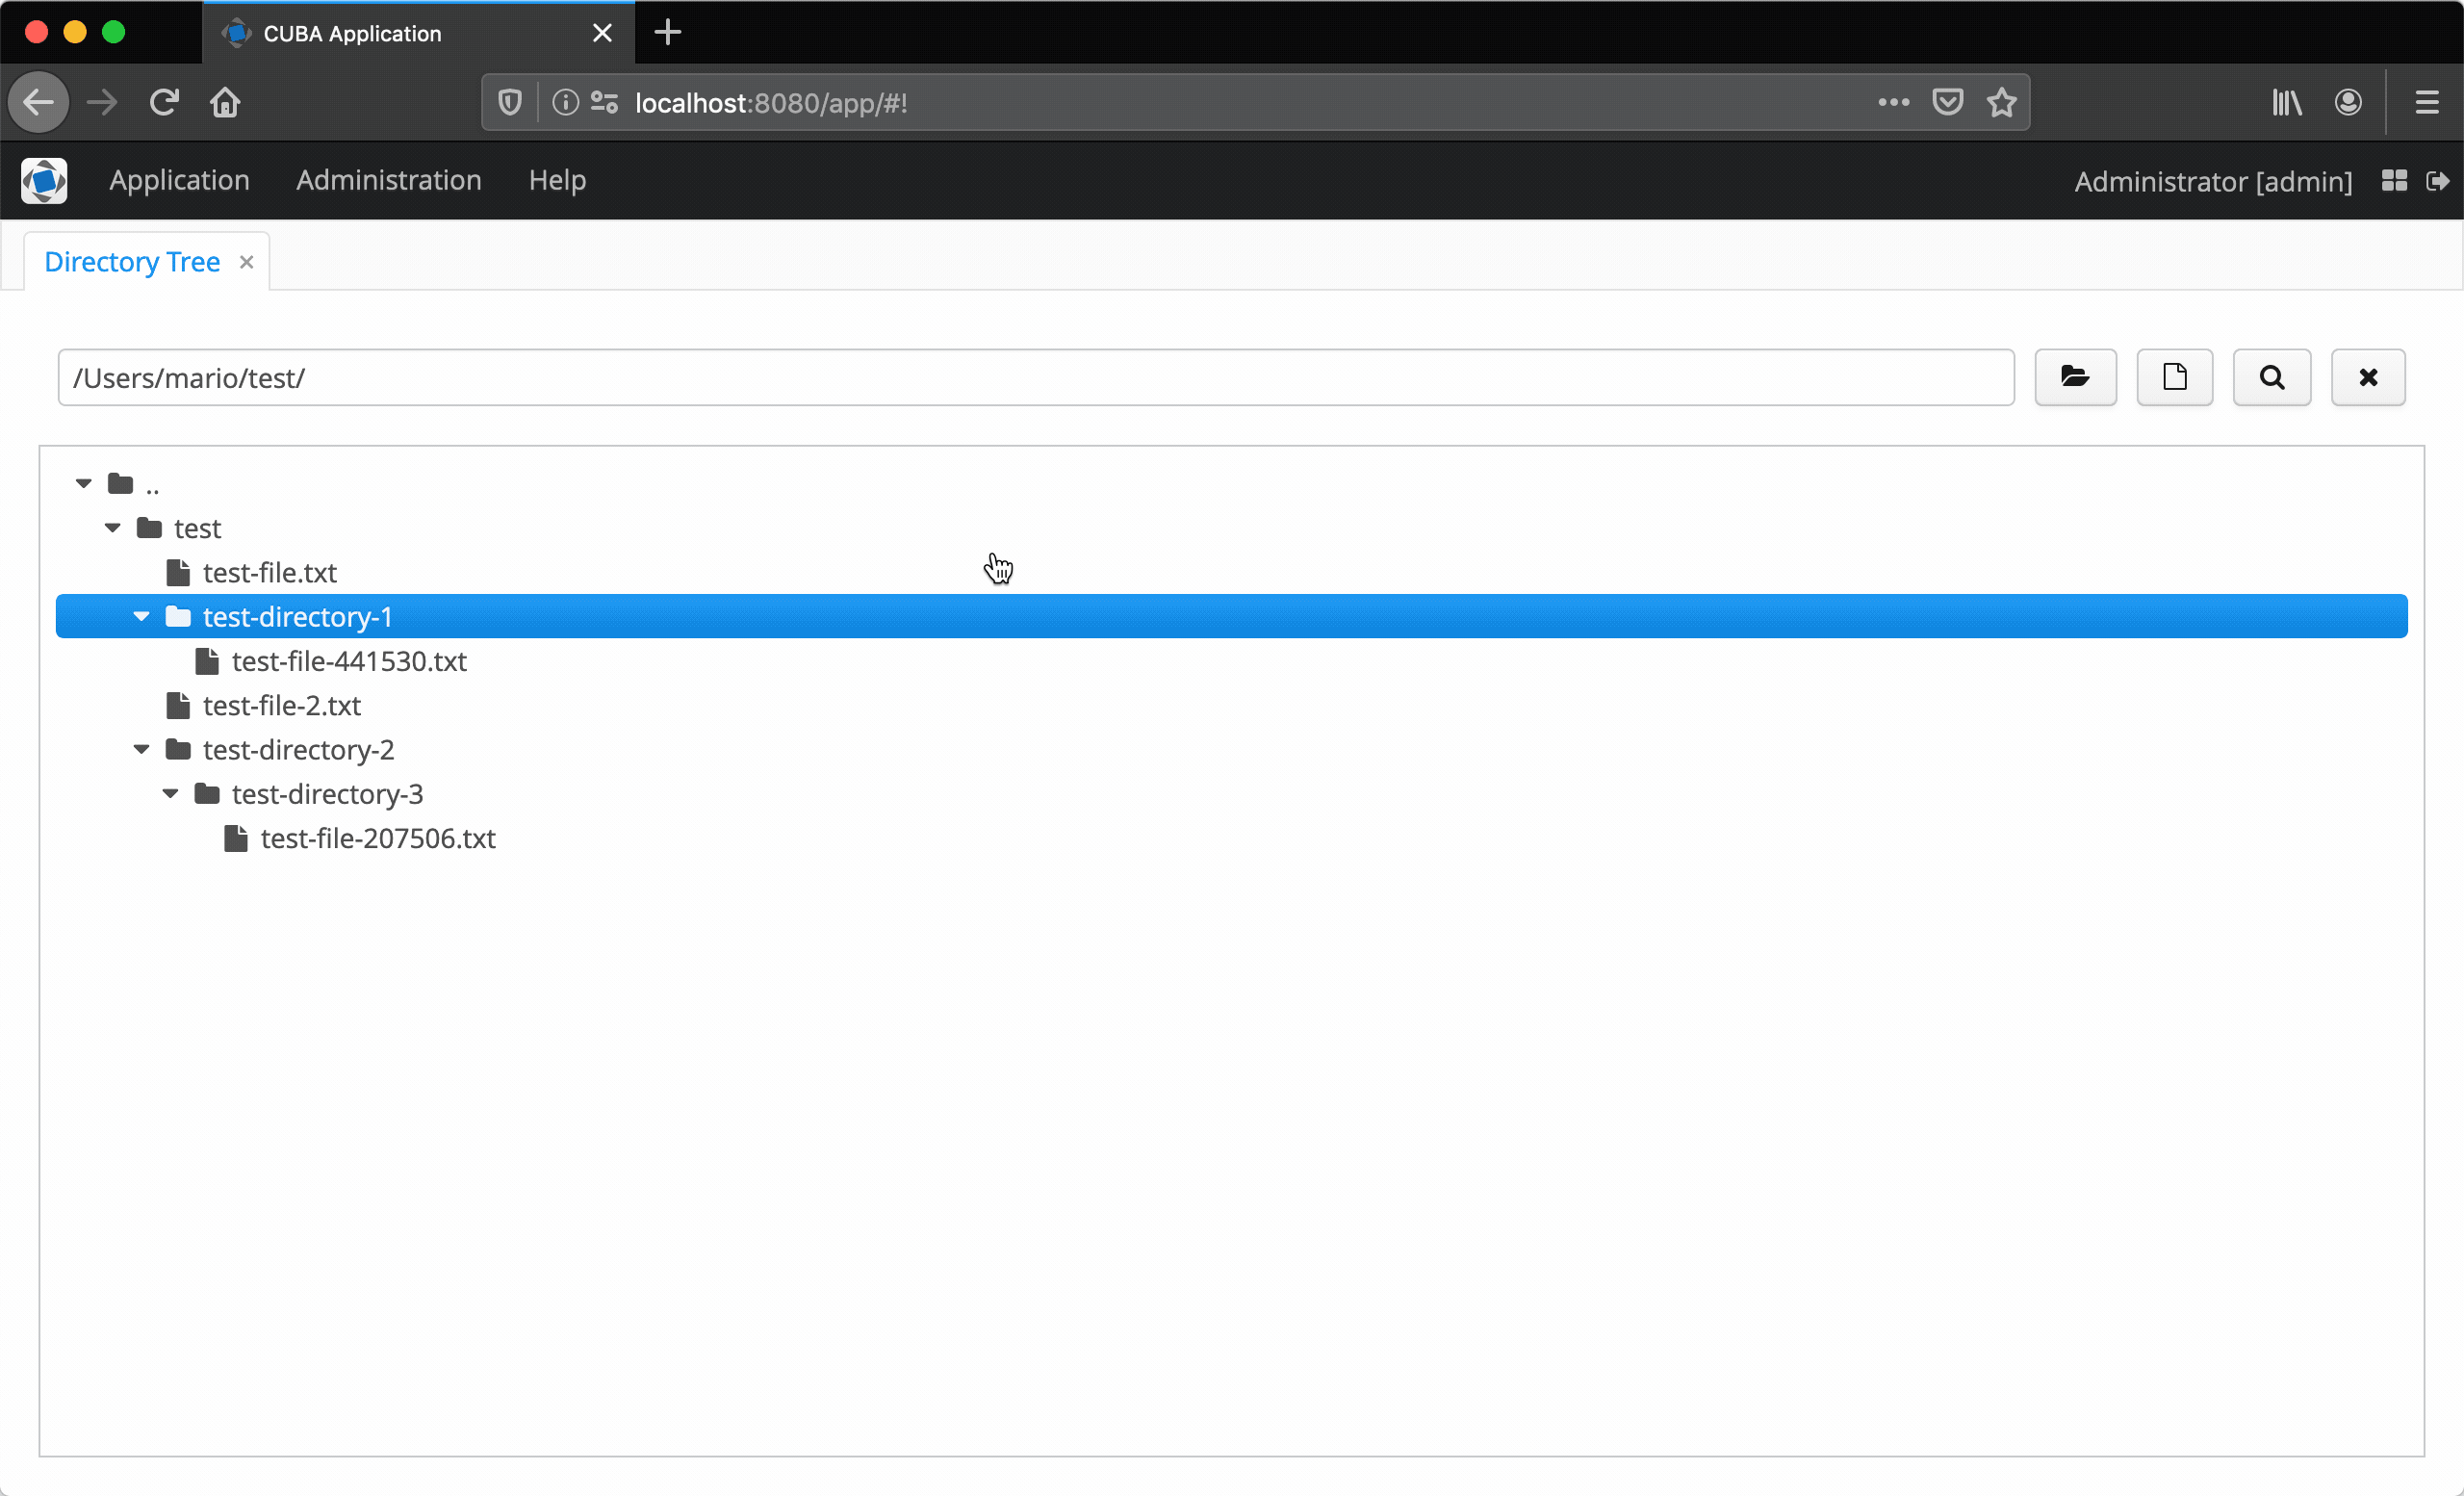 CUBA Application
localhost:8080/app/#!
Application Administration Help Administrator [admin]
Directory Tree
/Users/mario/test/
..
test
test-file.txt
test-directory-1
test-file-441530.txt
test-file-2.txt
test-directory-2
test-directory-3
test-file-207506.txt